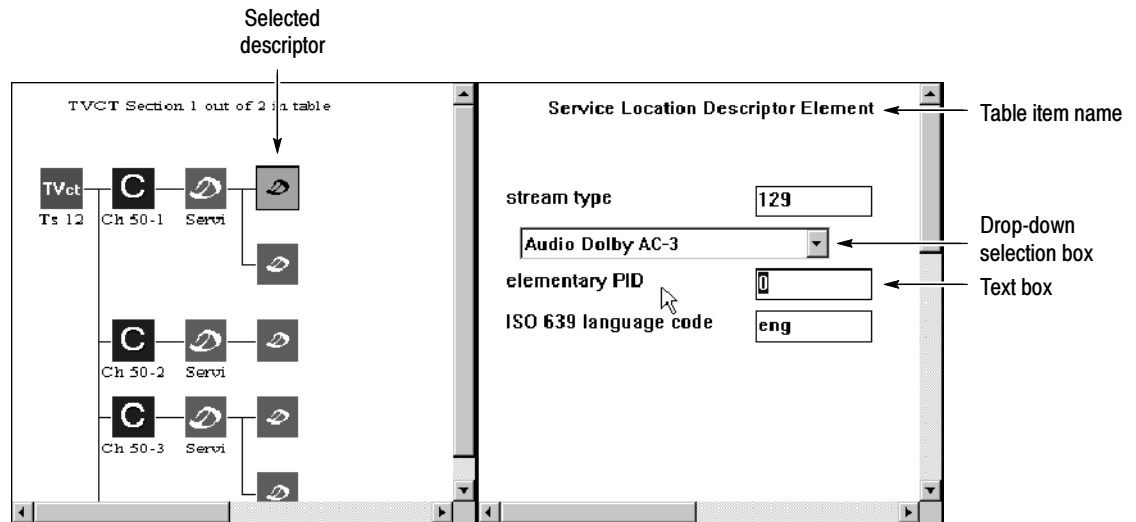 Selected
descriptor
TVCT Section 1 out of 2 in table
TVct
Ts 12
C
Ch 50-1
D
Servi
D
D
C
Ch 50-2
D
Servi
D
C
Ch 50-3
D
Servi
D
D
Service Location Descriptor Element
Table item name
stream type
129
Audio Dolby AC-3
Drop-down
selection box
elementary PID
0
Text box
ISO 639 language code
eng